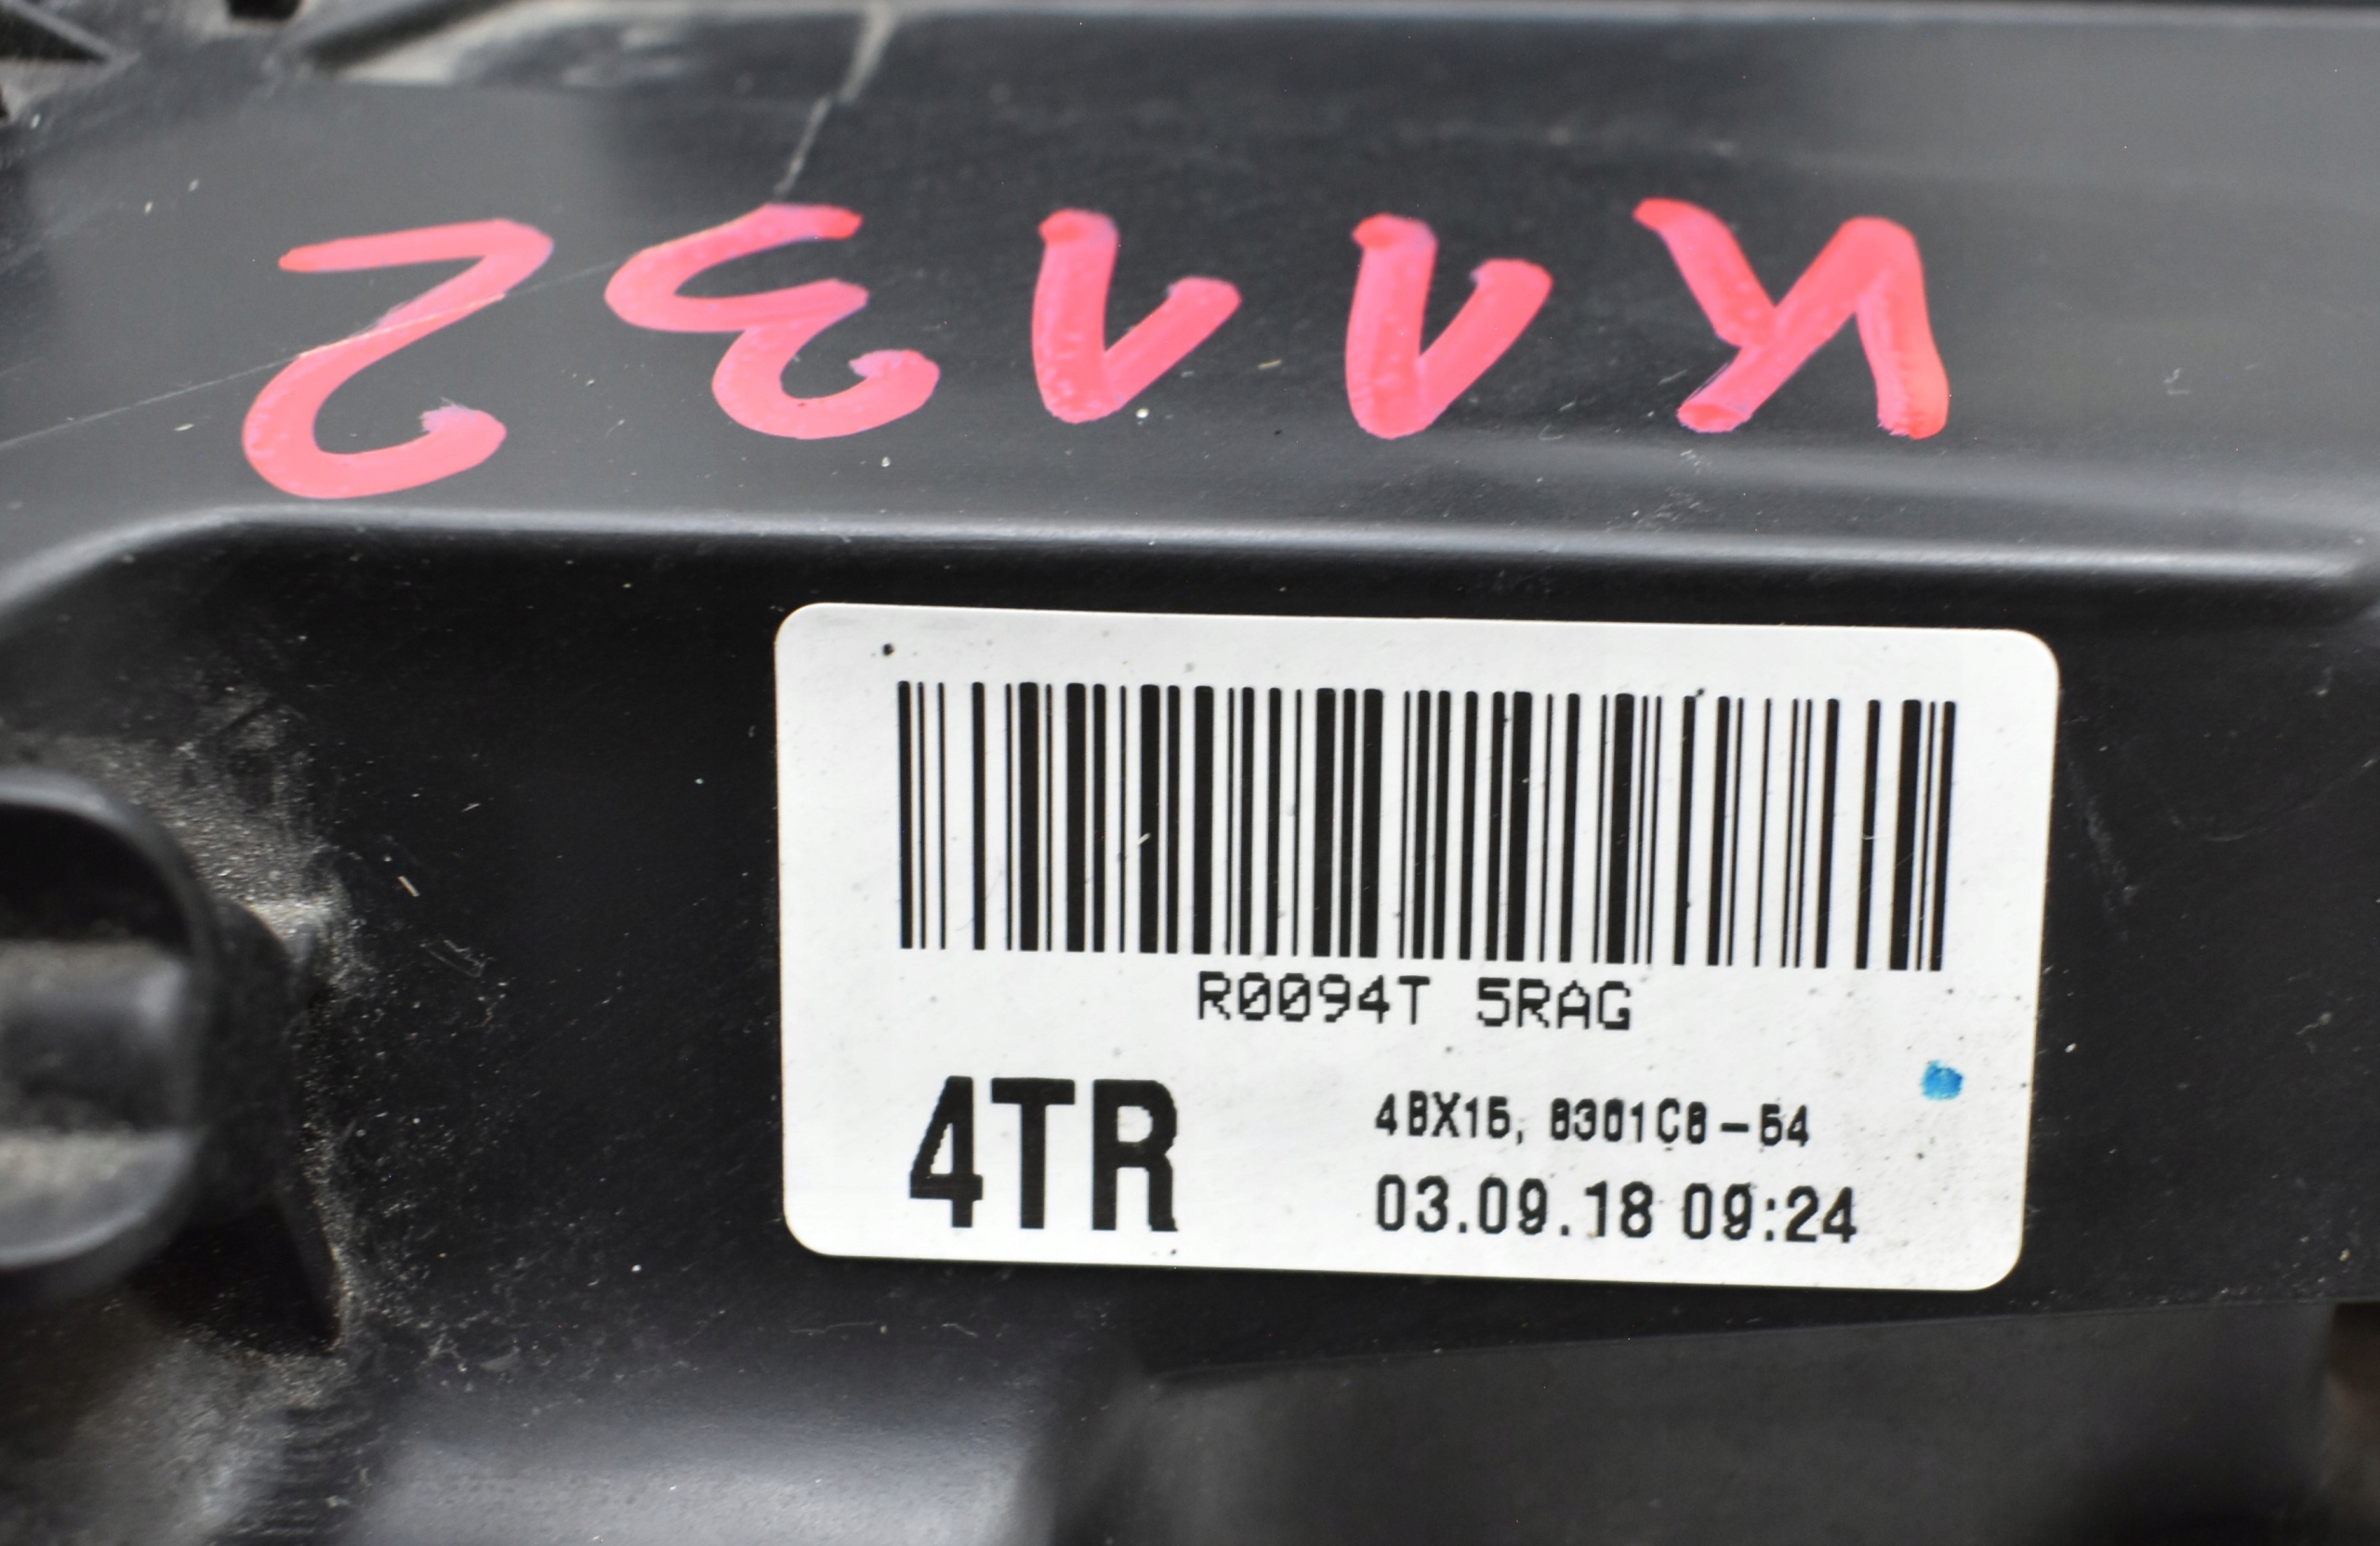 K1132
R0094T 5RAG
4TR
4BX15, 8301C8-54
03.09.18 09:24